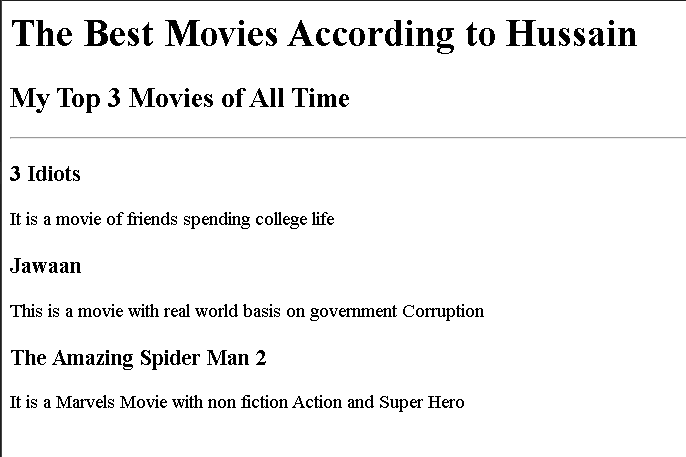 The Best Movies According to Hussain
My Top 3 Movies of All Time
3 Idiots
It is a movie of friends spending college life
Jawaan
This is a movie with real world basis on government Corruption
The Amazing Spider Man 2
It is a Marvels Movie with non fiction Action and Super Hero